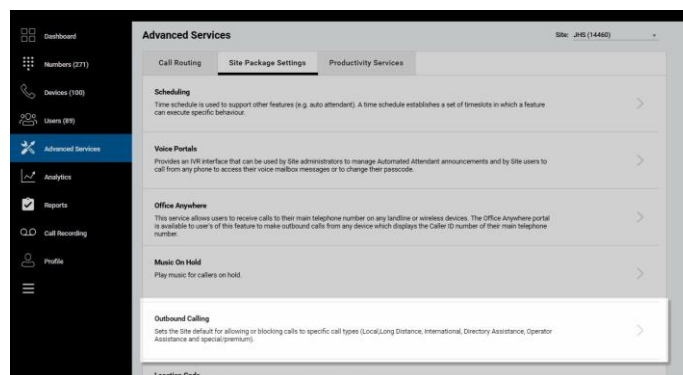 Dashboard
Numbers (271)
Devices (100)
Users (89)
Advanced Services
Analytics
Reports
Call Recording
Profile
Advanced Services
Site: JHS (14460)
Call Routing
Site Package Settings
Productivity Services
Scheduling
Time schedule is used to support other features (e.g. auto attendant). A time schedule establishes a set of timeslots in which a feature
can execute specific behaviour.
Voice Portals
Provides an IVR interface that can be used by Site administrators to manage Automated Attendant announcements and by Site users to
call from any phone to access their voice mailbox messages or to change their passcode.
Office Anywhere
This service allows users to receive calls to their main telephone number on any landline or wireless devices. The Office Anywhere portal
is available to user's of this feature to make outbound calls from any device which displays the Caller ID number of their main telephone
number.
Music On Hold
Play music for callers on hold.
Outbound Calling
Sets the Site default for allowing or blocking calls to specific call types (Local,Long Distance, International, Directory Assistance, Operator
Assistance and special/premium).
Location Code